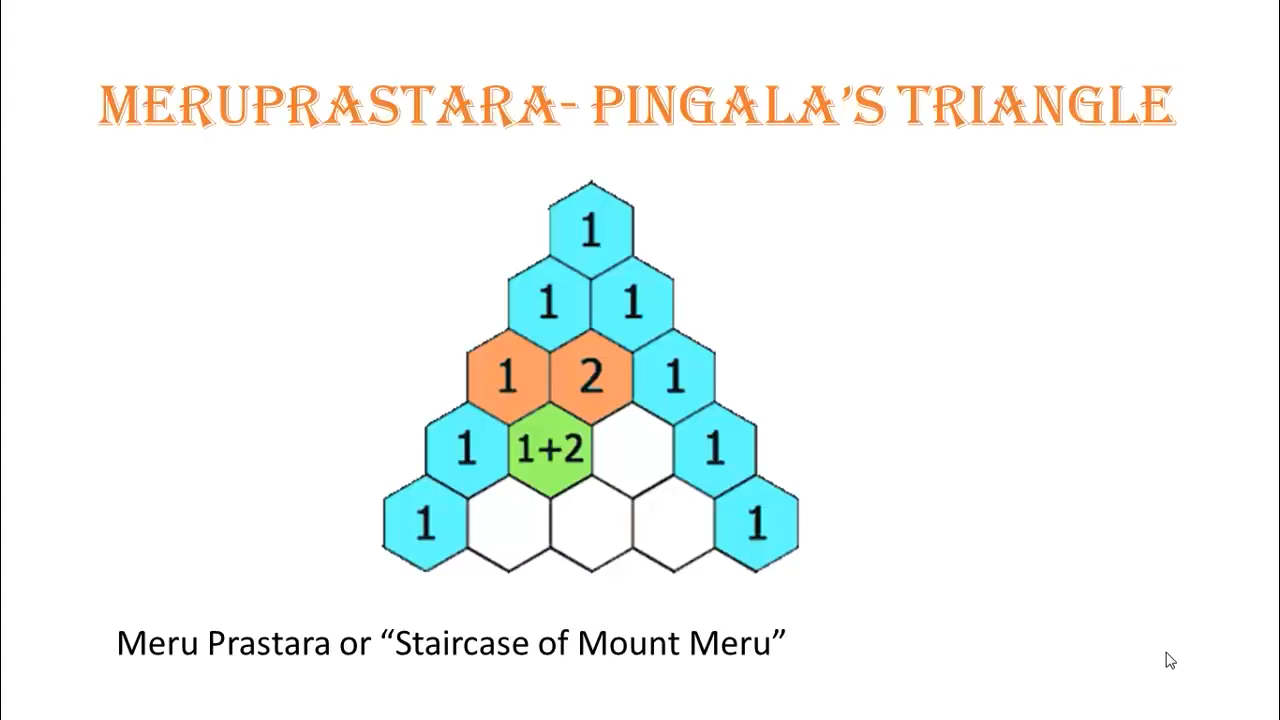 MERUPRASTARA- PINGALA’S TRIANGLE
1
1 1
1 2 1
1 1+2 1
1 1
Meru Prastara or “Staircase of Mount Meru”